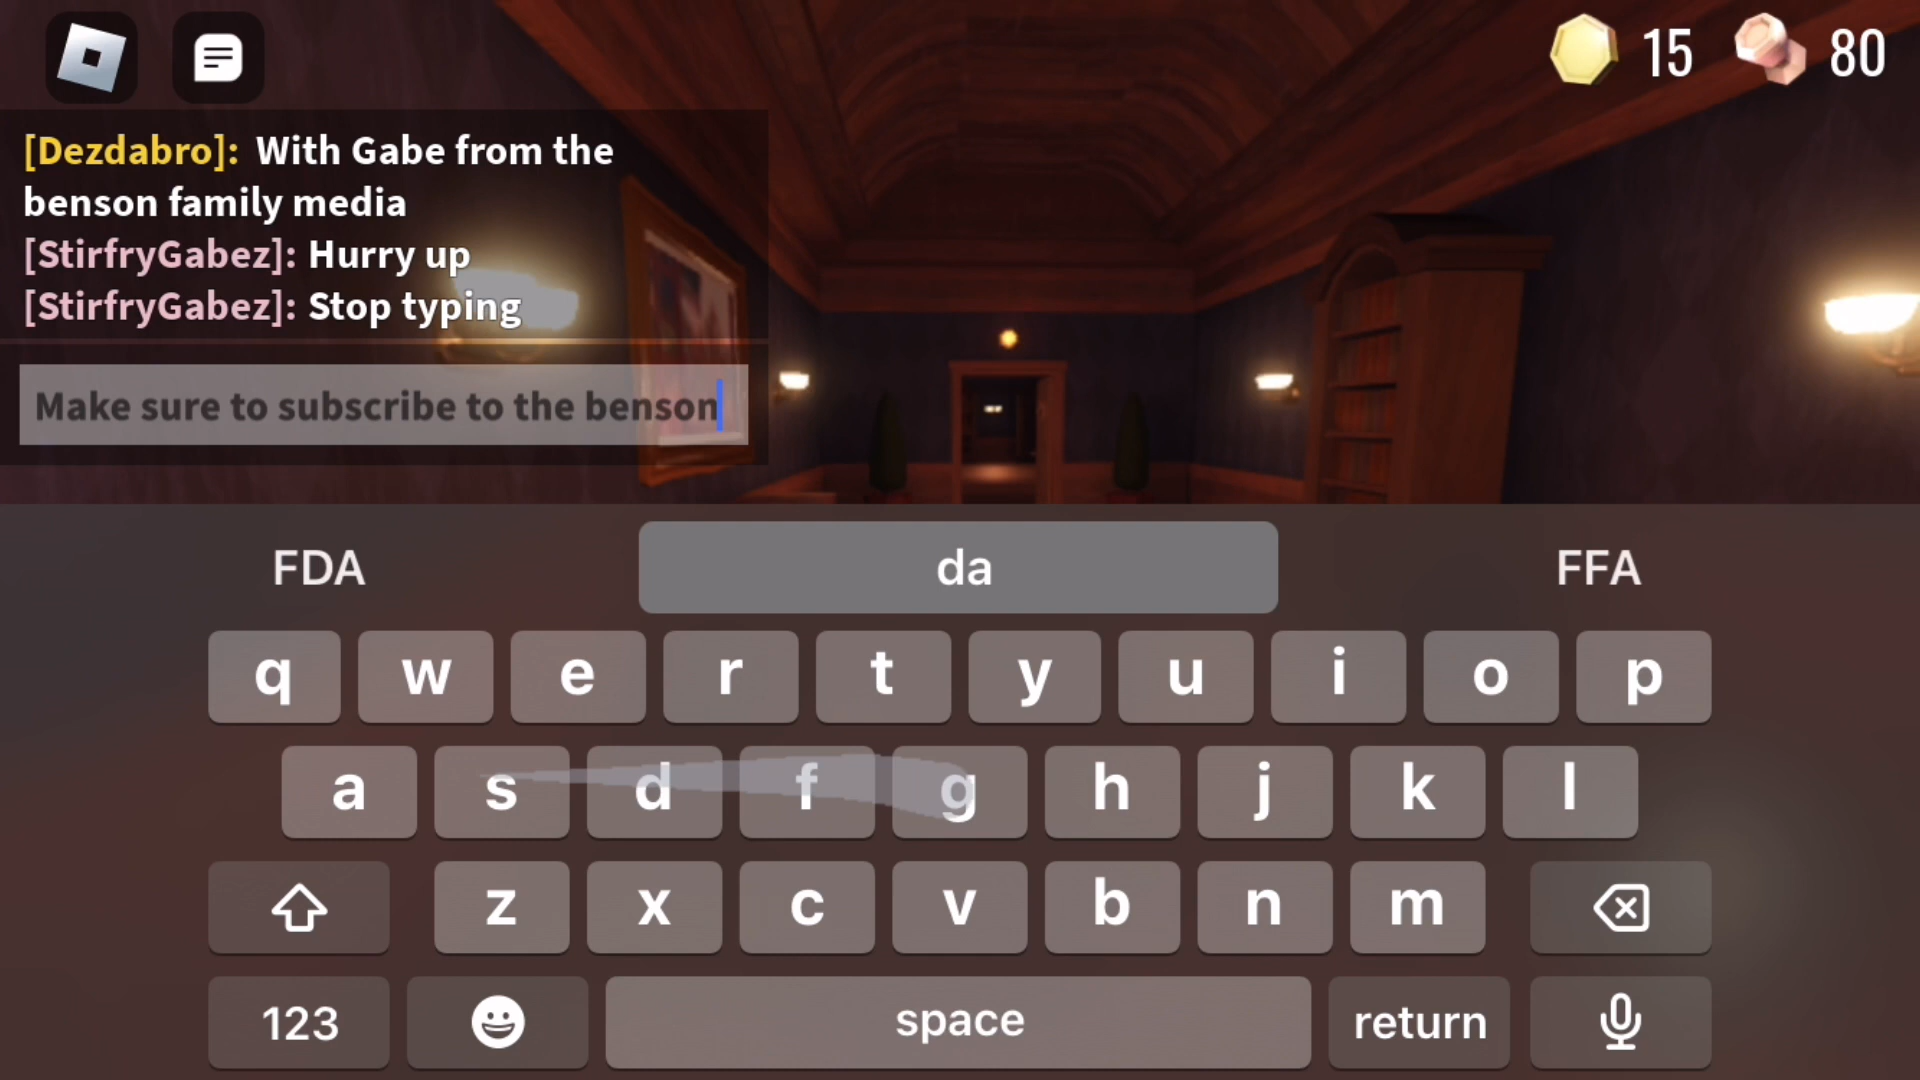 15 80
[Dezdabro]: With Gabe from the
benson family media
[StirfryGabez]: Hurry up
[StirfryGabez]: Stop typing
Make sure to subscribe to the benson
FDA da FFA
q w e r t y u i o p
a s d f g h j k l
z x c v b n m
123 space return